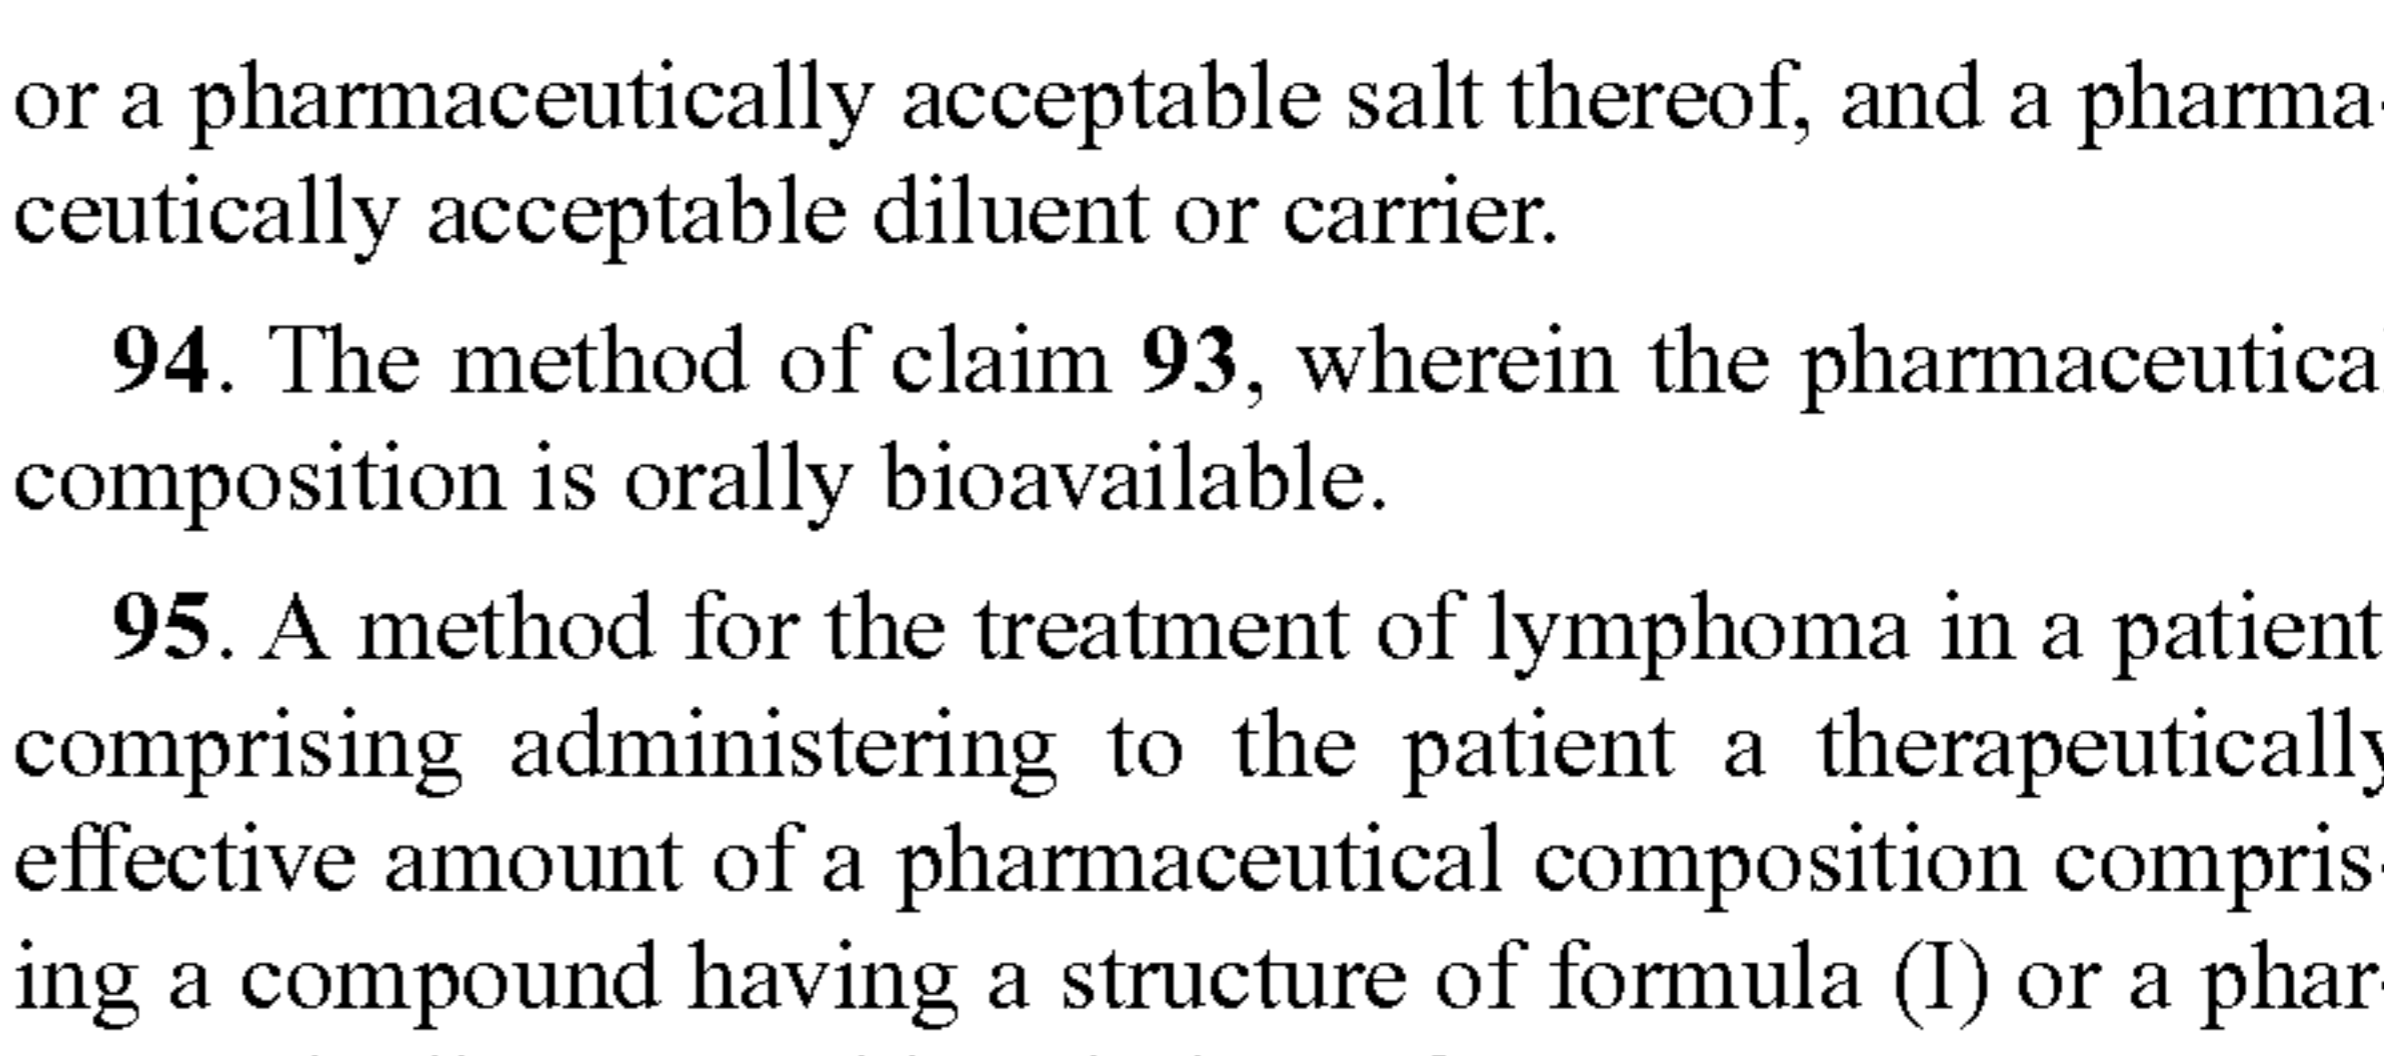 or a pharmaceutically acceptable salt thereof, and a pharma-
ceutically acceptable diluent or carrier.
94. The method of claim 93, wherein the pharmaceutical
composition is orally bioavailable.
95. A method for the treatment of lymphoma in a patient
comprising administering to the patient a therapeutically
effective amount of a pharmaceutical composition compris-
ing a compound having a structure of formula (I) or a phar-